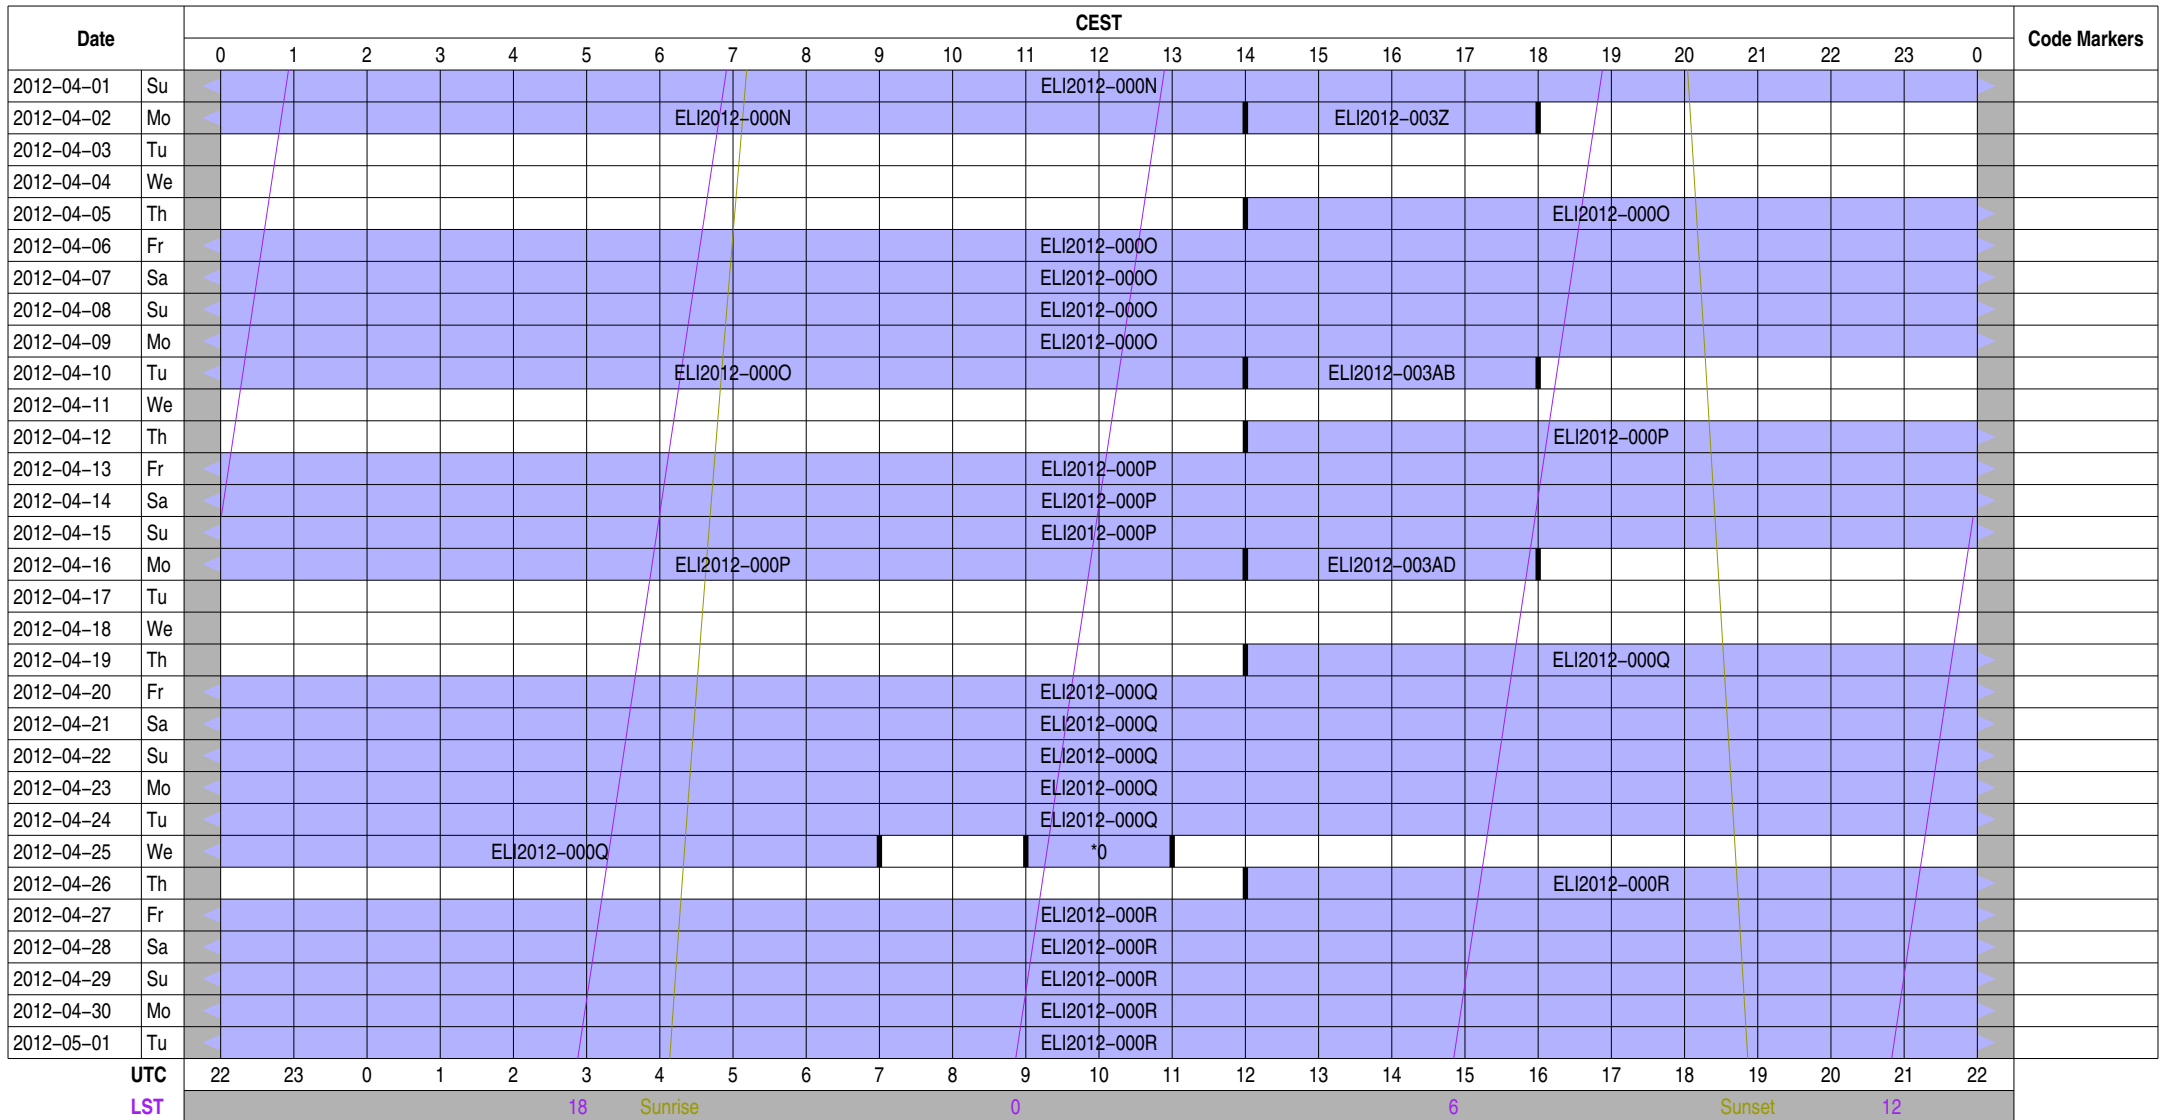 Date CEST Code Markers
0 1 2 3 4 5 6 7 8 9 10 11 12 13 14 15 16 17 18 19 20 21 22 23 0
2012-04-01 Su ELI2012-000N
2012-04-02 Mo ELI2012-000N ELI2012-003Z
2012-04-03 Tu
2012-04-04 We
2012-04-05 Th ELI2012-000O
2012-04-06 Fr ELI2012-000O
2012-04-07 Sa ELI2012-000O
2012-04-08 Su ELI2012-000O
2012-04-09 Mo ELI2012-000O
2012-04-10 Tu ELI2012-000O ELI2012-003AB
2012-04-11 We
2012-04-12 Th ELI2012-000P
2012-04-13 Fr ELI2012-000P
2012-04-14 Sa ELI2012-000P
2012-04-15 Su ELI2012-000P
2012-04-16 Mo ELI2012-000P ELI2012-003AD
2012-04-17 Tu
2012-04-18 We
2012-04-19 Th ELI2012-000Q
2012-04-20 Fr ELI2012-000Q
2012-04-21 Sa ELI2012-000Q
2012-04-22 Su ELI2012-000Q
2012-04-23 Mo ELI2012-000Q
2012-04-24 Tu ELI2012-000Q
2012-04-25 We ELI2012-000Q *0
2012-04-26 Th ELI2012-000R
2012-04-27 Fr ELI2012-000R
2012-04-28 Sa ELI2012-000R
2012-04-29 Su ELI2012-000R
2012-04-30 Mo ELI2012-000R
2012-05-01 Tu ELI2012-000R
UTC 22 23 0 1 2 3 4 5 6 7 8 9 10 11 12 13 14 15 16 17 18 19 20 21 22
LST 18 Sunrise 0 6 Sunset 12